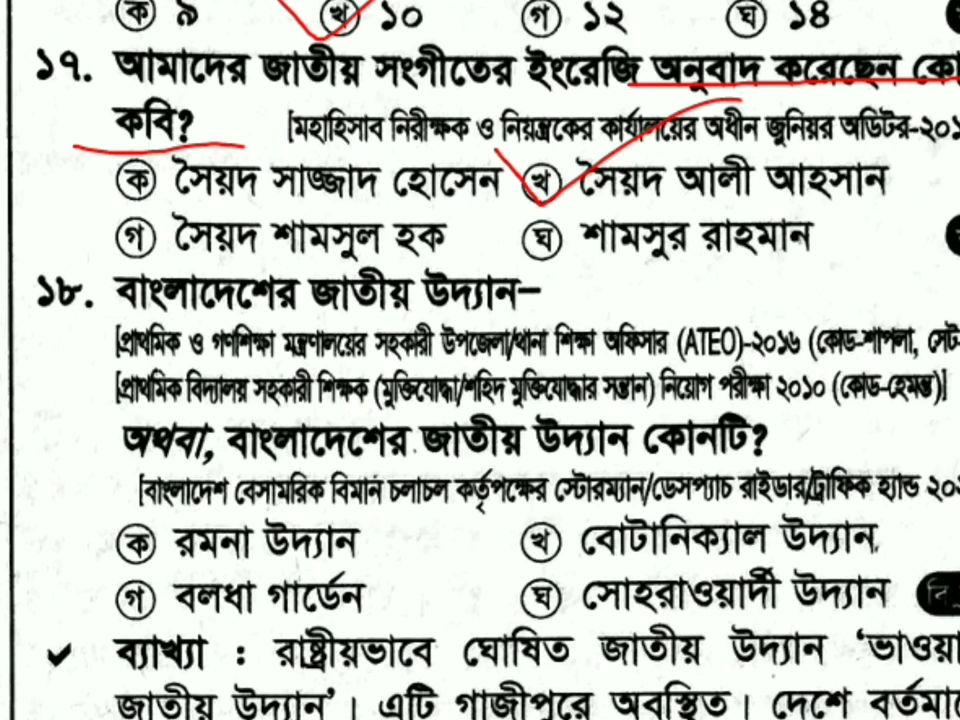 ক ৯ খ ১০ গ ১২ ঘ ১৪
১৭. আমাদের জাতীয় সংগীতের ইংরেজি অনুবাদ করেছেন কো
কবি? [মহাহিসাব নিরীক্ষক ও নিয়ন্ত্রকের কার্যালয়ের অধীন জুনিয়র অডিটর-২০১
ক সৈয়দ সাজ্জাদ হোসেন খ সৈয়দ আলী আহসান
গ সৈয়দ শামসুল হক ঘ শামসুর রাহমান
১৮. বাংলাদেশের জাতীয় উদ্যান–
[প্রাথমিক ও গণশিক্ষা মন্ত্রণালয়ের সহকারী উপজেলা/থানা শিক্ষা অফিসার (ATEO)-২০১৬ (কোড-শাপলা, সেট-
[প্রাথমিক বিদ্যালয় সহকারী শিক্ষক (মুক্তিযোদ্ধা/শহিদ মুক্তিযোদ্ধার সন্তান) নিয়োগ পরীক্ষা ২০১০ (কোড-হেমন্ত)]
অথবা, বাংলাদেশের জাতীয় উদ্যান কোনটি?
[বাংলাদেশ বেসামরিক বিমান চলাচল কর্তৃপক্ষের স্টোরম্যান/ডেসপ্যাচ রাইডার/ট্রাফিক হ্যান্ড ২০২
ক রমনা উদ্যান খ বোটানিক্যাল উদ্যান
গ বলধা গার্ডেন ঘ সোহরাওয়ার্দী উদ্যান বি
ব্যাখ্যা : রাষ্ট্রীয়ভাবে ঘোষিত জাতীয় উদ্যান ‘ভাওয়া
জাতীয় উদ্যান’ । এটি গাজীপুরে অবস্থিত । দেশে বর্তমা